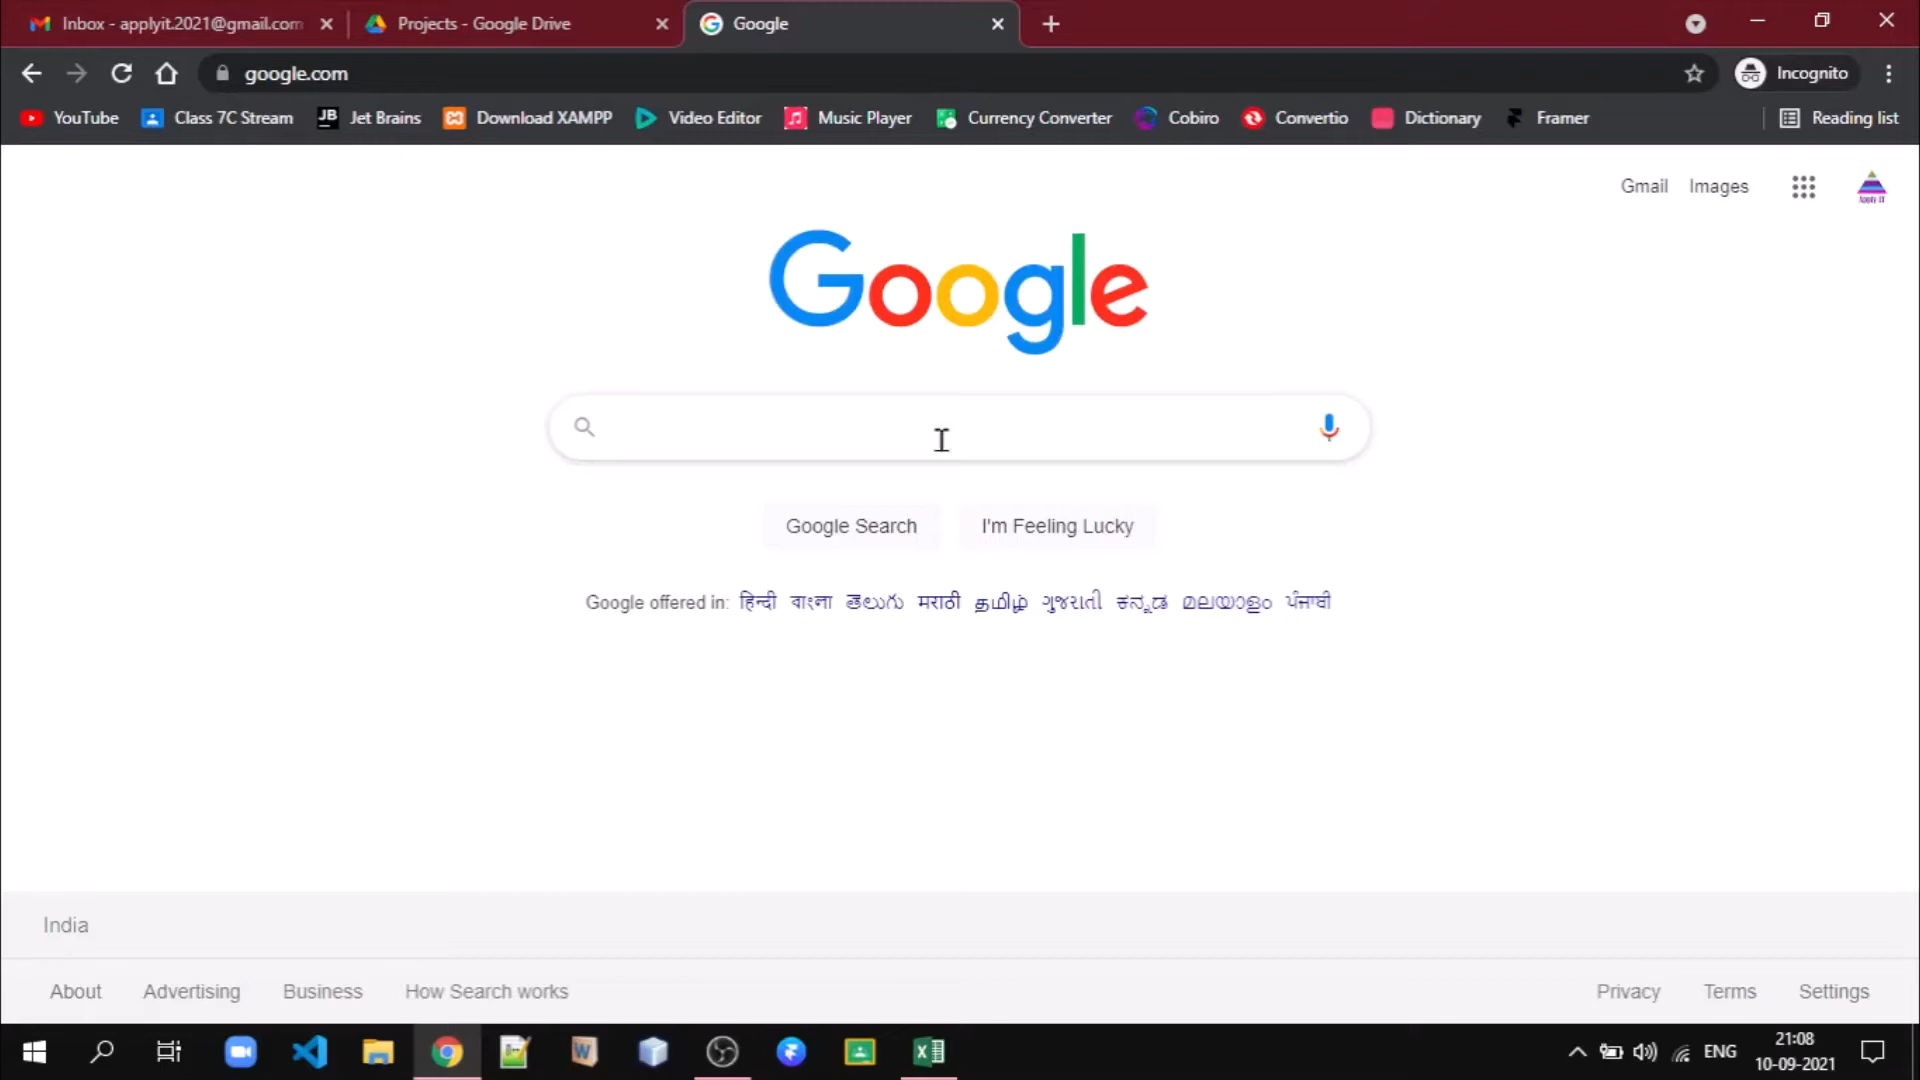 Inbox - applyit.2021@gmail.com
Projects - Google Drive
Google
google.com
Incognito
YouTube
Class 7C Stream
JB Jet Brains
Download XAMPP
Video Editor
Music Player
Currency Converter
Cobiro
Convertio
Dictionary
Framer
Reading list
Gmail Images
Apply IT
Google
Google Search
I'm Feeling Lucky
Google offered in: हिन्दी বাংলা తెలుగు मराठी தமிழ் ગુજરાતી ಕನ್ನಡ മലയാളം ਪੰਜਾਬੀ
India
About Advertising Business How Search works
Privacy Terms Settings
ENG
21:08
10-09-2021